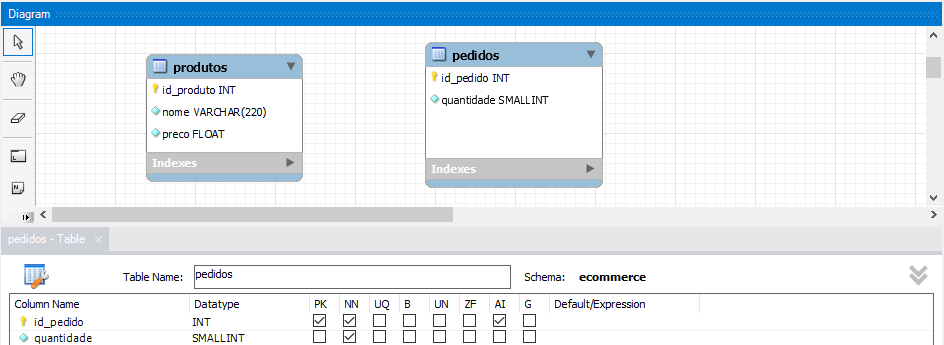 Diagram
produtos
id_produto INT
nome VARCHAR(220)
preco FLOAT
Indexes
pedidos
id_pedido INT
quantidade SMALLINT
Indexes
pedidos - Table
Table Name: pedidos Schema: ecommerce
Column Name Datatype PK NN UQ B UN ZF AI G Default/Expression
id_pedido INT
quantidade SMALLINT